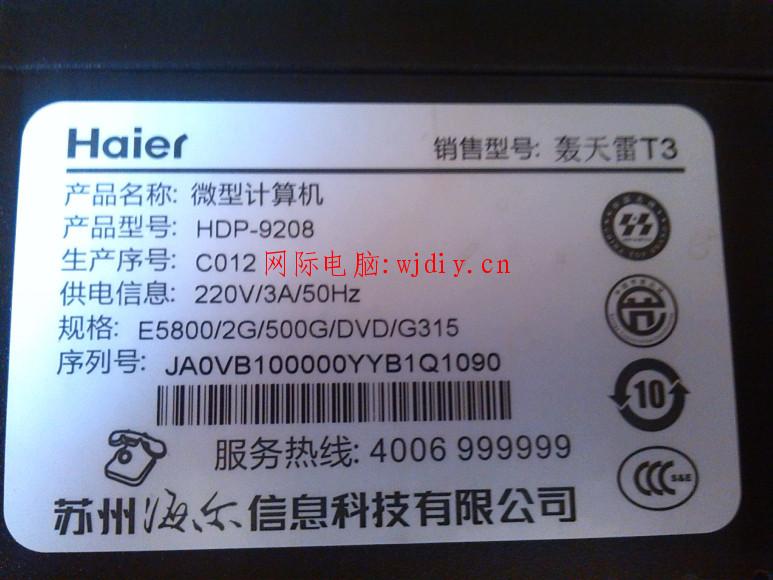 Haier
销售型号: 轰天雷T3
产品名称: 微型计算机
产品型号: HDP-9208
生产序号: C012
网际电脑:wjdiy.cn
供电信息: 220V/3A/50Hz
规格: E5800/2G/500G/DVD/G315
序列号: JA0VB100000YYB1Q1090
服务热线: 4006 999999
10
S&E
苏州海尔信息科技有限公司